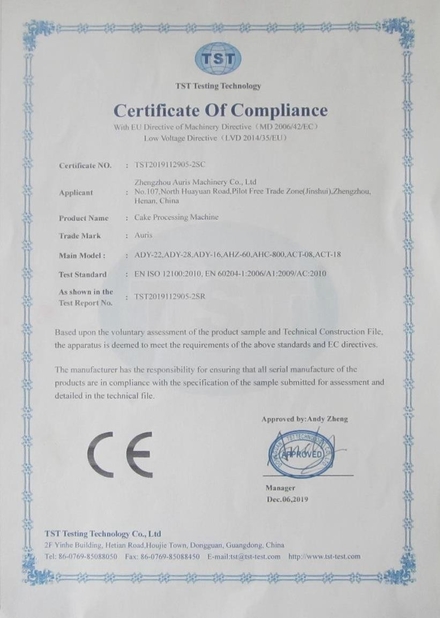 TST
TST Testing Technology
Certificate Of Compliance
With EU Directive of Machinery Directive (MD 2006/42/EC)
Low Voltage Directive (LVD 2014/35/EU)
Certificate NO. : TST2019112905-2SC
Zhengzhou Auris Machinery Co., Ltd
Applicant : No.107,North Huayuan Road,Pilot Free Trade Zone(Jinshui),Zhengzhou,
Henan, China
Product Name : Cake Processing Machine
Trade Mark : Auris
Main Model : : ADY-22,ADY-28,ADY-16,AHZ-60,AHC-800,ACT-08,ACT-18
Test Standard : EN ISO 12100:2010, EN 60204-1:2006/A1:2009/AC:2010
As shown in the
Test Report No. : TST2019112905-2SR
Based upon the voluntary assessment of the product sample and Technical Construction File,
the apparatus is deemed to meet the requirements of the above standards and EC directives.
The manufacturer has the responsibility for ensuring that all serial manufacture of the
products are in compliance with the specification of the sample submitted for assessment and
detailed in the technical file.
Approved by:Andy Zheng
CE
APPROVED
Manager
Dec.06,2019
TST Testing Technology Co., Ltd
2F Yinhe Building, Hetian Road,Houjie Town, Dongguan, Guangdong, China
Tel: 86-0769-85088050 Fax: 86-0769-85088450 E-mail:tst@tst-test.com http://www.tst-test.com